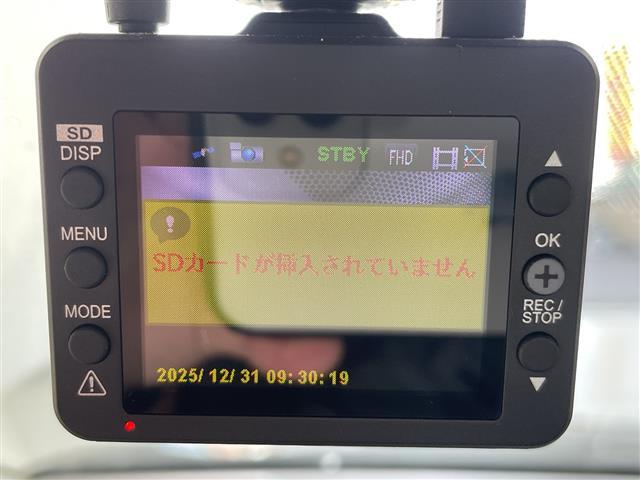 SD
DISP
MENU
MODE
STBY FHD
SDカードが挿入されていません
2025/12/31 09:30:19
OK
REC/
STOP